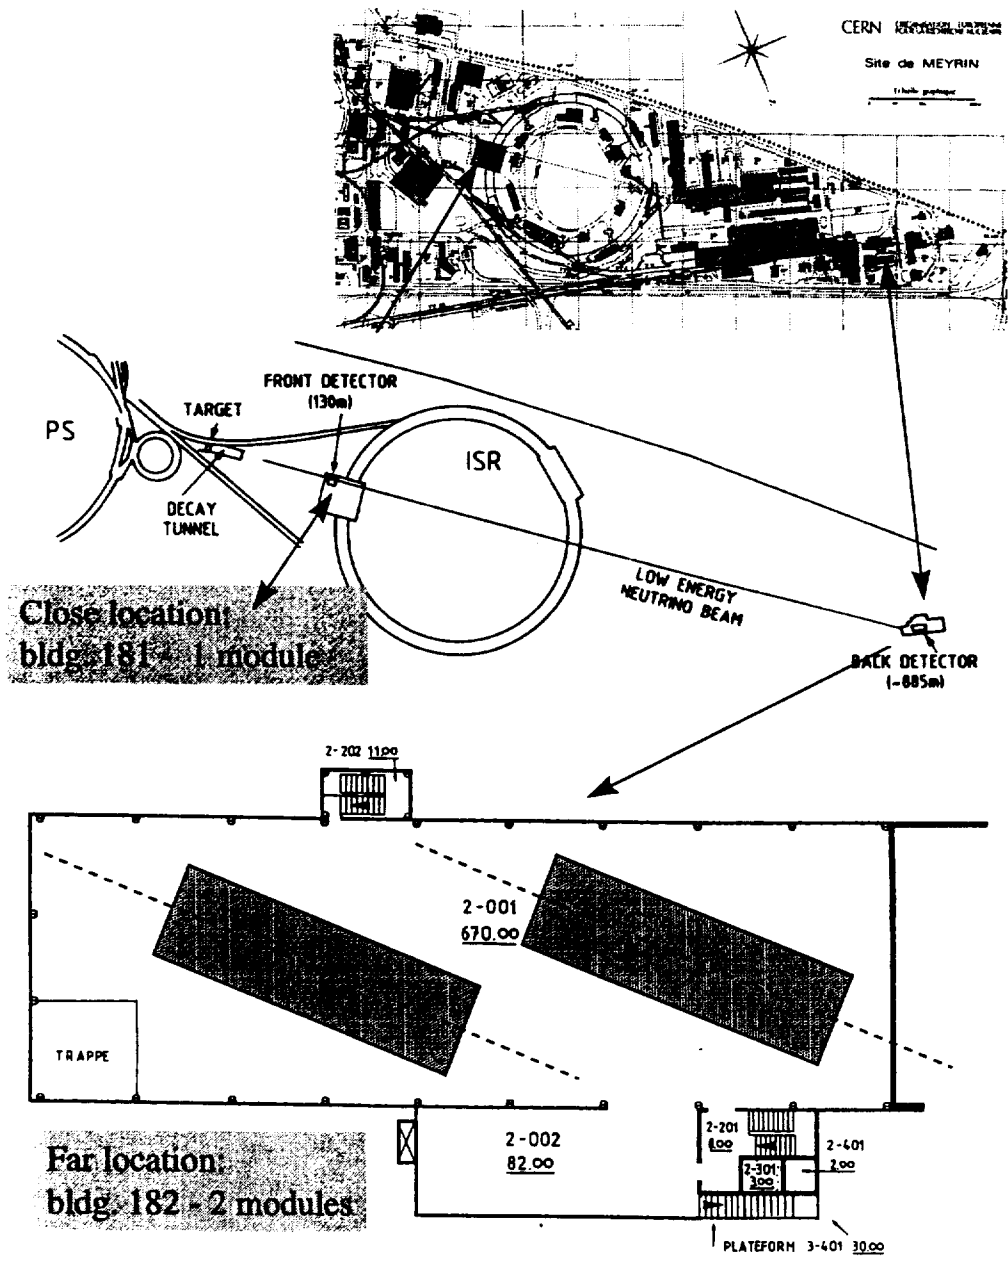 CERN
Site de MEYRIN
FRONT DETECTOR
(130m)
TARGET
PS
ISR
DECAY
TUNNEL
LOW ENERGY
NEUTRINO BEAM
Close location:
bldg. 181 - 1 module
BACK DETECTOR
(~885m)
2-202 11.00
2-001
670.00
TRAPPE
2-002
82.00
2-201
6.00
2-401
2.00
2-301
3.00
Far location:
bldg. 182 - 2 modules
PLATEFORM 3-401 30.00